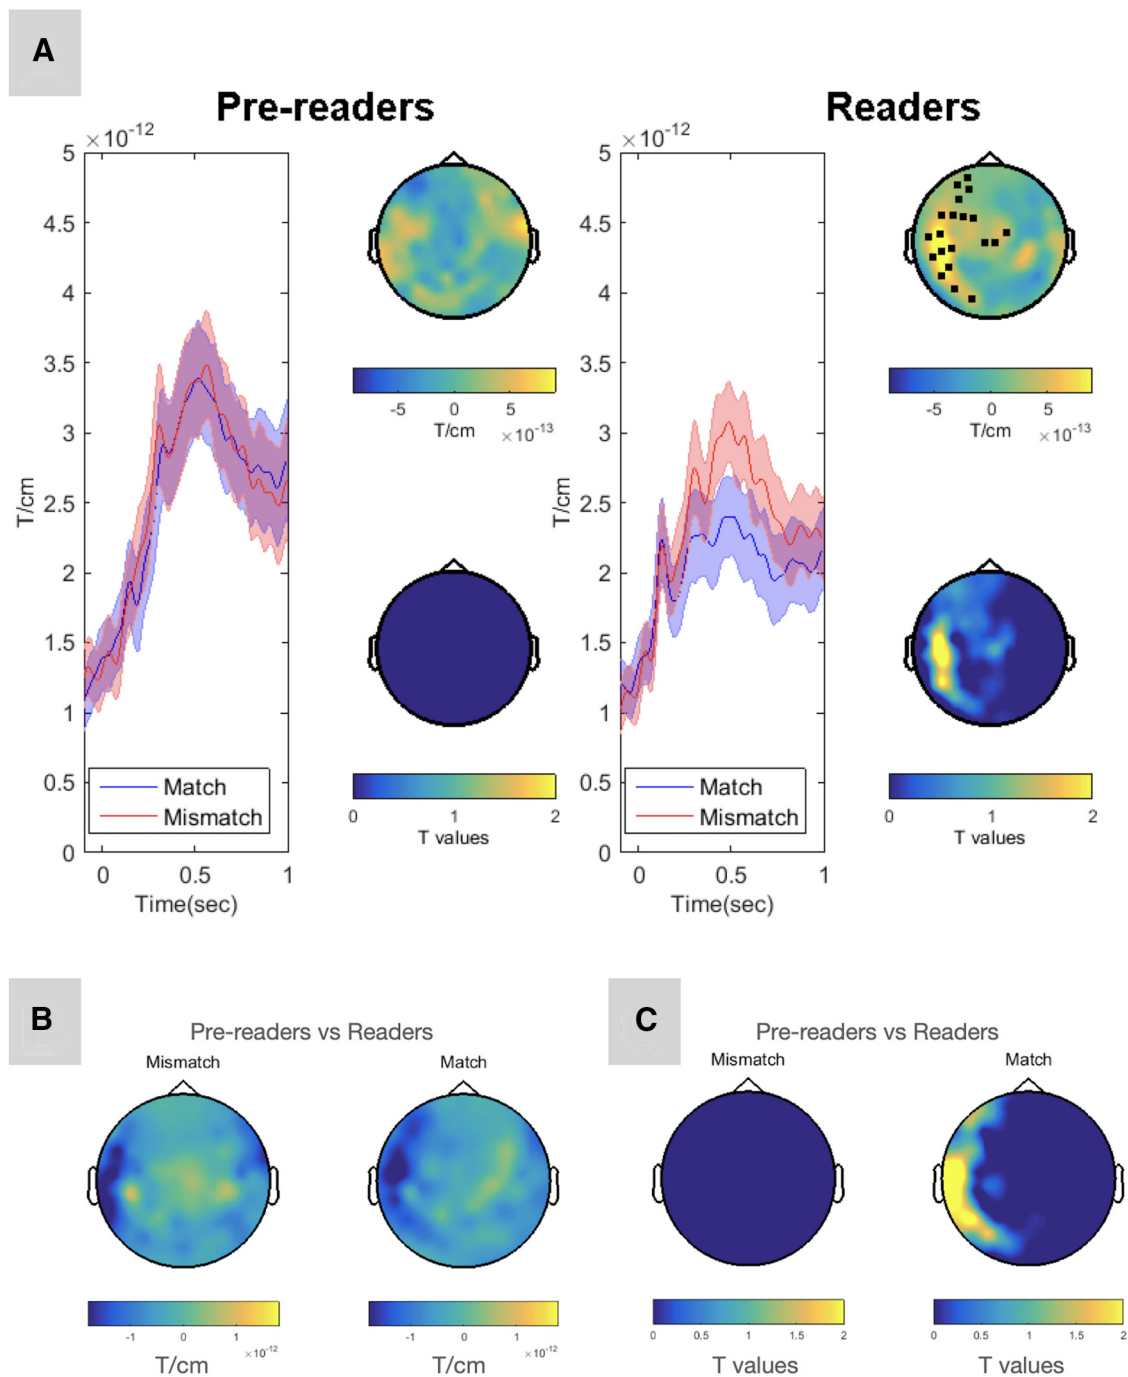 A
Pre-readers
Readers
×10-12
5
4.5
4
3.5
3
2.5
2
1.5
1
0.5
0
T/cm
Match
Mismatch
0
0.5
1
Time(sec)
-5
0
5
T/cm
×10-13
0
1
2
T values
×10-12
5
4.5
4
3.5
3
2.5
2
1.5
1
0.5
0
T/cm
Match
Mismatch
0
0.5
1
Time(sec)
-5
0
5
T/cm
×10-13
0
1
2
T values
B
Pre-readers vs Readers
Mismatch
Match
-1
0
1
×10-12
T/cm
-1
0
1
×10-12
T/cm
C
Pre-readers vs Readers
Mismatch
Match
0
0.5
1
1.5
2
T values
0
0.5
1
1.5
2
T values